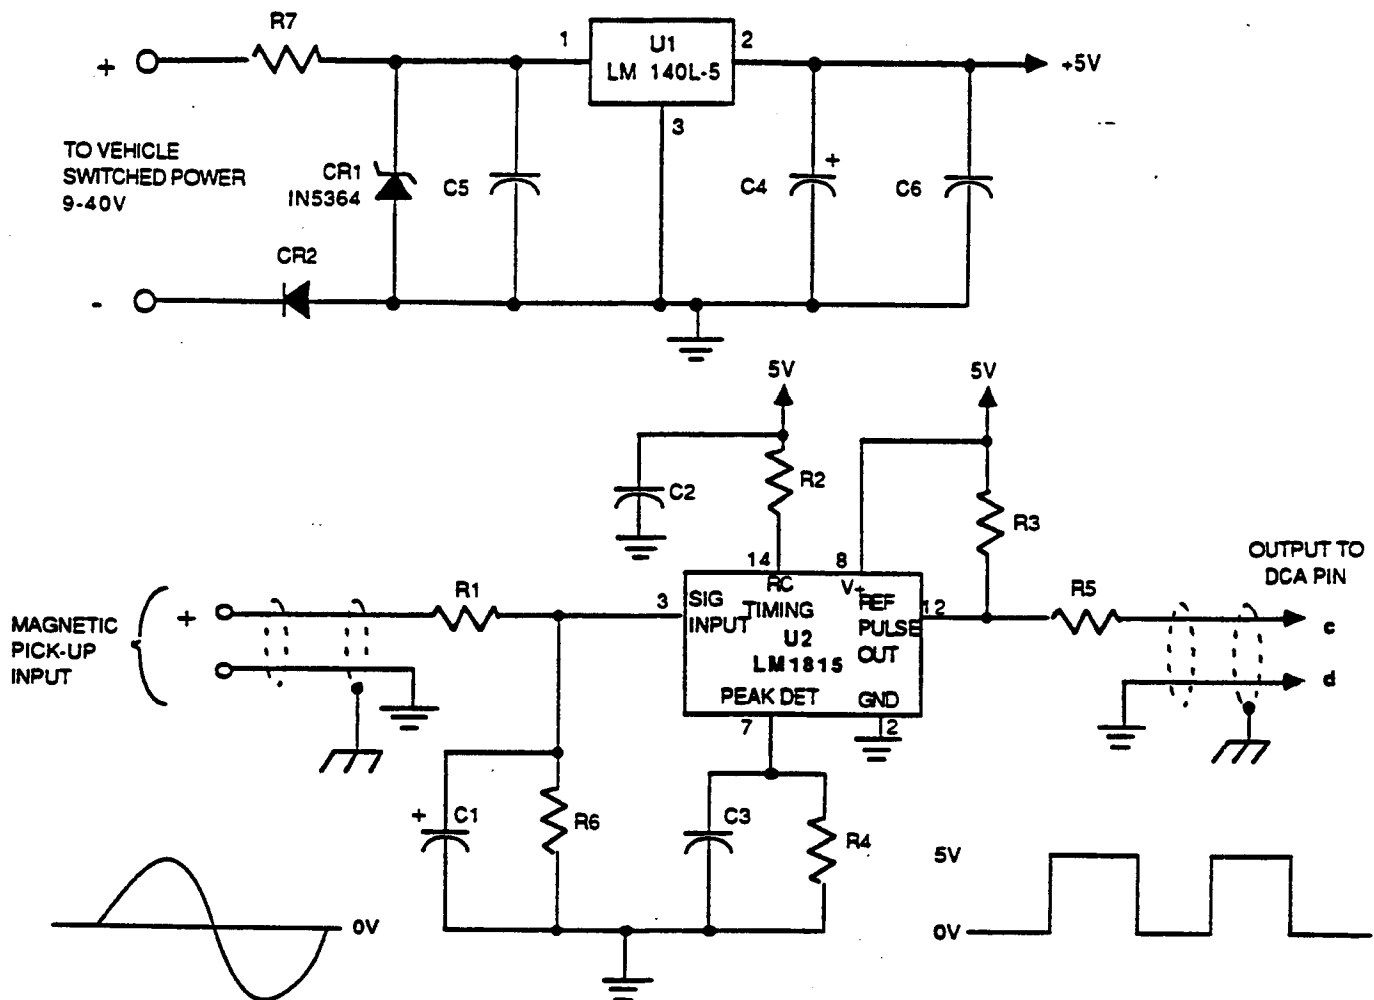 R7
+
1
U1
LM 140L-5
2
+5V
3
TO VEHICLE
SWITCHED POWER
9-40V
CR1
IN5364
C5
C4
+
C6
CR2
-
5V
5V
C2
R2
R3
14
8
OUTPUT TO
DCA PIN
MAGNETIC
PICK-UP
INPUT
+
R1
3
SIG
INPUT
RC
TIMING
V+
REF
PULSE
OUT
12
U2
LM1815
PEAK DET
GND
7
2
R5
c
d
+
C1
R6
C3
R4
0V
5V
0V